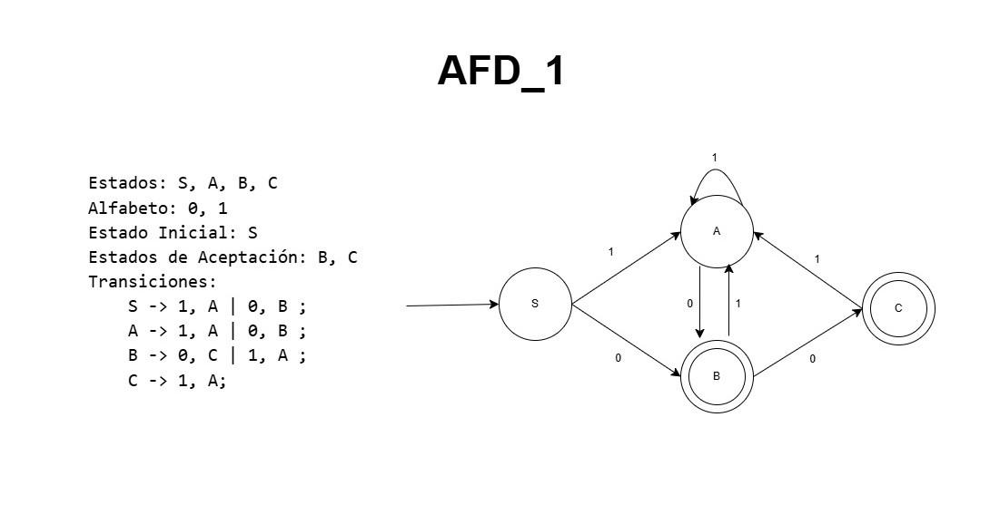 AFD_1
Estados: S, A, B, C
Alfabeto: 0, 1
Estado Inicial: S
Estados de Aceptación: B, C
Transiciones:
S -> 1, A | 0, B ;
A -> 1, A | 0, B ;
B -> 0, C | 1, A ;
C -> 1, A;
1
A
1
1
S
0
1
C
0
0
B